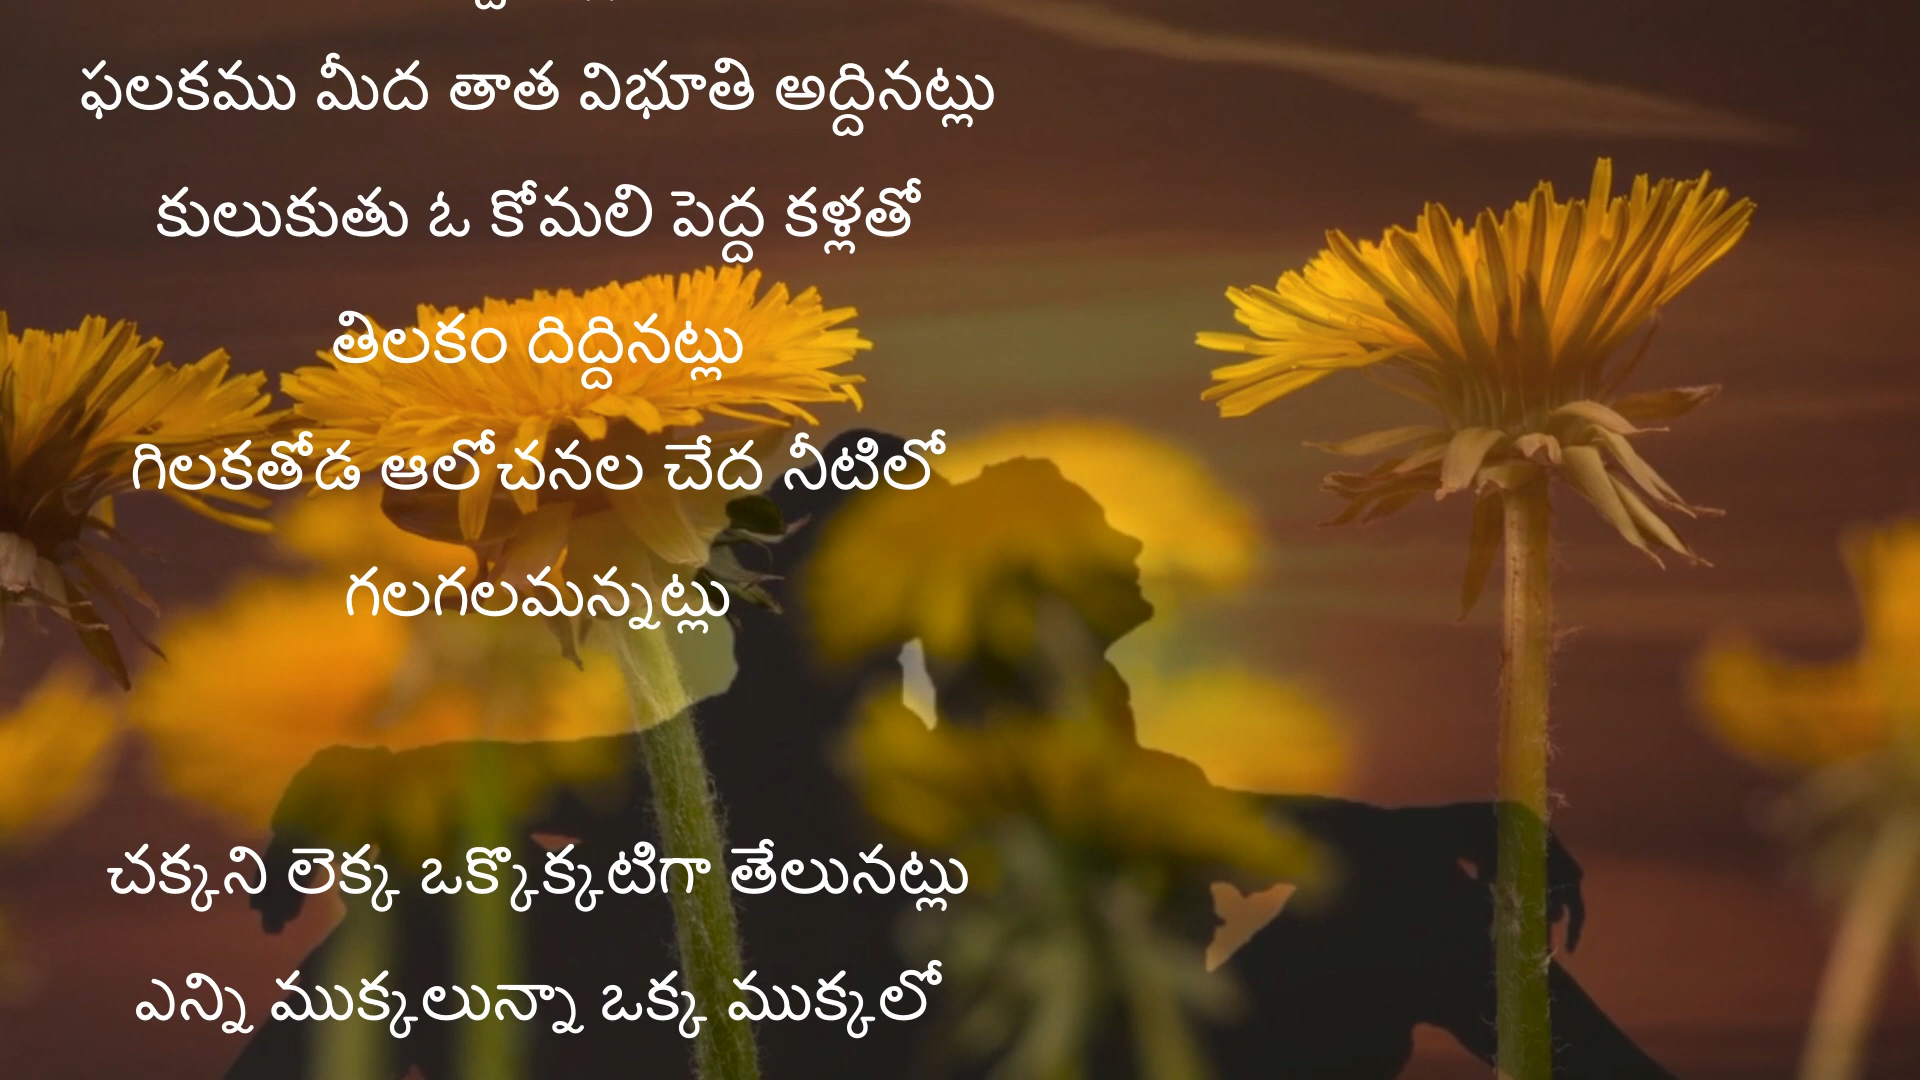 ఫలకము మీద తాత విభూతి అద్దినట్లు
కులుకుతు ఓ కోమలి పెద్ద కళ్లతో
తిలకం దిద్దినట్లు
గిలకతోడ ఆలోచనల చేద నీటిలో
గలగలమన్నట్లు
చక్కని లెక్క ఒక్కొక్కటిగా తేలునట్లు
ఎన్ని ముక్కలున్నా ఒక్క ముక్కలో